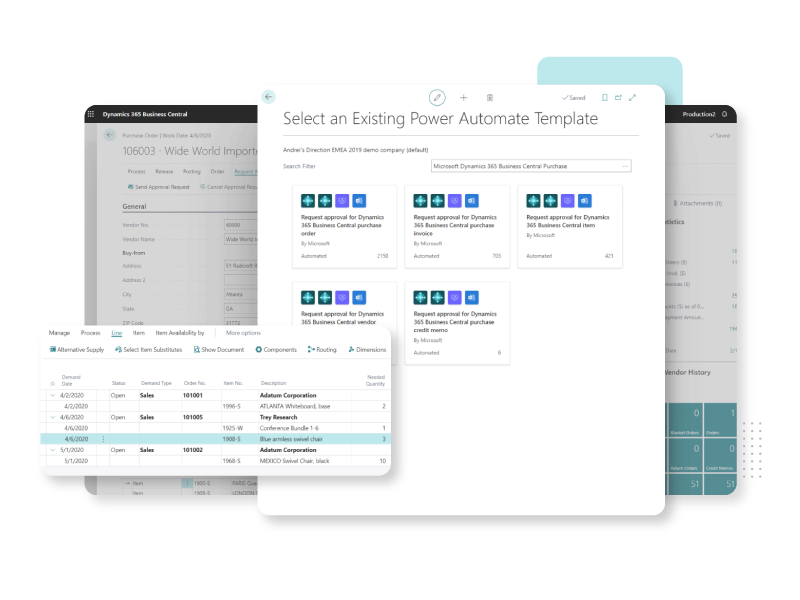 Dynamics 365 Business Central
Production2
Purchase Order | Work Date: 4/6/2020
Saved
106003 · Wide World Importe
Process Release Posting Order Request
Send Approval Request Cancel Approval Requ
General
Vendor No. 40000
Vendor Name Wide World I
Buy-from
Address 51 Radcroft R
Address 2
City Atlanta
State GA
ZIP Code 31772
Saved
Select an Existing Power Automate Template
Andrei's Direction EMEA 2019 demo company (default)
Search Filter
Microsoft Dynamics 365 Business Central Purchase ...
Request approval for Dynamics
365 Business Central purchase
order
By Microsoft
Automated 2150
Request approval for Dynamics
365 Business Central purchase
invoice
By Microsoft
Automated 705
Request approval for Dynamics
365 Business Central item
By Microsoft
Automated 421
Request approval for Dynamics
365 Business Central vendor
Request approval for Dynamics
365 Business Central purchase
credit memo
By Microsoft
Automated 6
Attachments (0)
tistics
Vendor History
0 1
Orders
0 0
Return Orders Credit Memos
51 51
Manage Process Line Item Item Availability by More options
Alternative Supply Select Item Substitutes Show Document Components Routing Dimensions
Demand
Date Status Demand Type Order No. Item No. Description Needed
Quantity
4/2/2020 Open Sales 101001 Adatum Corporation
4/2/2020 1996-S ATLANTA Whiteboard, base 2
4/6/2020 Open Sales 101005 Trey Research
4/6/2020 1925-W Conference Bundle 1-6 1
4/6/2020 1908-S Blue armless swivel chair 3
5/1/2020 Open Sales 101002 Adatum Corporation
5/1/2020 1968-S MEXICO Swivel Chair, black 10
Item 1900-S PARIS Gue
Item 1908-S LONDON